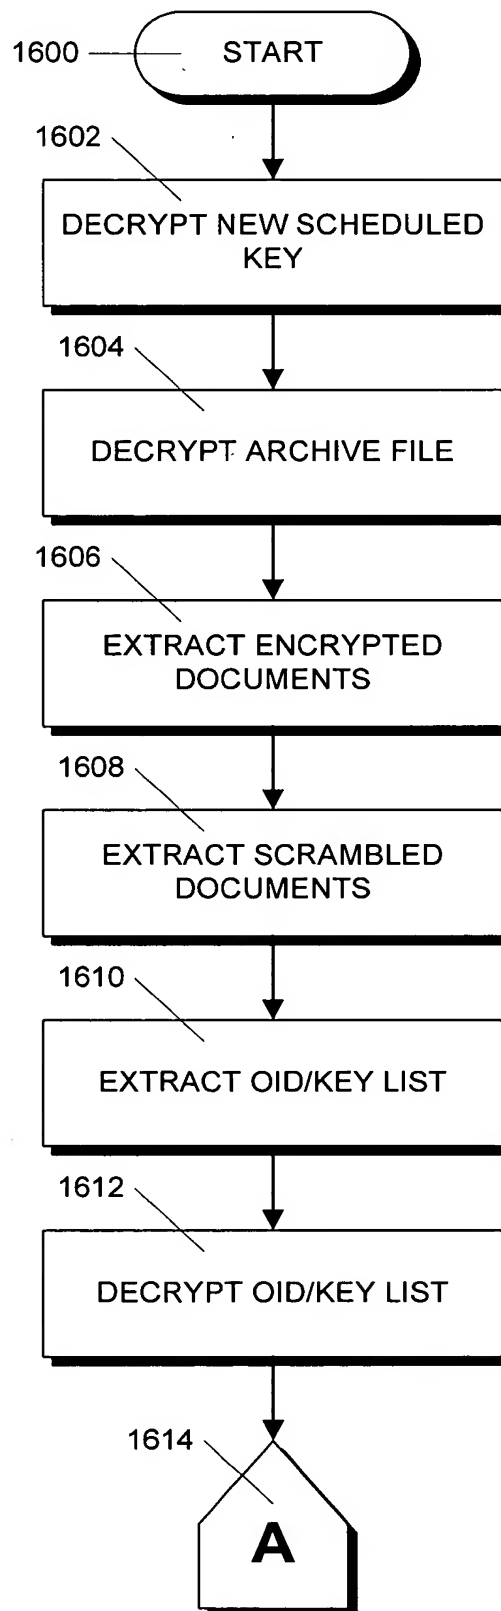 1600
START
1602
DECRYPT NEW SCHEDULED
KEY
1604
DECRYPT ARCHIVE FILE
1606
EXTRACT ENCRYPTED
DOCUMENTS
1608
EXTRACT SCRAMBLED
DOCUMENTS
1610
EXTRACT OID/KEY LIST
1612
DECRYPT OID/KEY LIST
1614
A